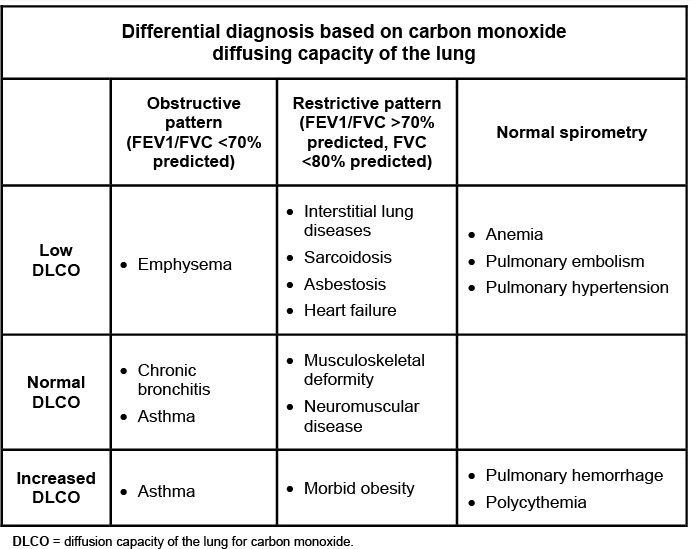 Differential diagnosis based on carbon monoxide
diffusing capacity of the lung
Obstructive
pattern
(FEV1/FVC <70%
predicted)
Restrictive pattern
(FEV1/FVC >70%
predicted, FVC
<80% predicted)
Normal spirometry
Low
DLCO
• Emphysema
• Interstitial lung
diseases
• Sarcoidosis
• Asbestosis
• Heart failure
• Anemia
• Pulmonary embolism
• Pulmonary hypertension
Normal
DLCO
• Chronic
bronchitis
• Asthma
• Musculoskeletal
deformity
• Neuromuscular
disease
Increased
DLCO
• Asthma
• Morbid obesity
• Pulmonary hemorrhage
• Polycythemia
DLCO = diffusion capacity of the lung for carbon monoxide.